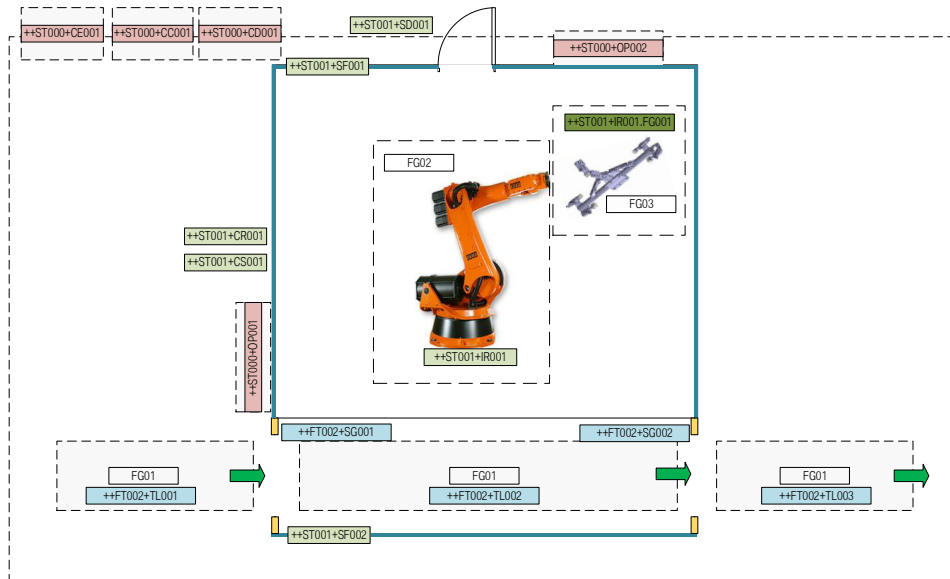 ++ST001+SD001
++ST000+CE001
++ST000+CC001
++ST000+CD001
++ST000+OP002
++ST001+SF001
++ST001+IR001.FG001
FG02
FG03
++ST001+CR001
++ST001+CS001
++ST000+OP001
++ST001+IR001
++FT002+SG001
++FT002+SG002
FG01
FG01
FG01
++FT002+TL001
++FT002+TL002
++FT002+TL003
++ST001+SF002